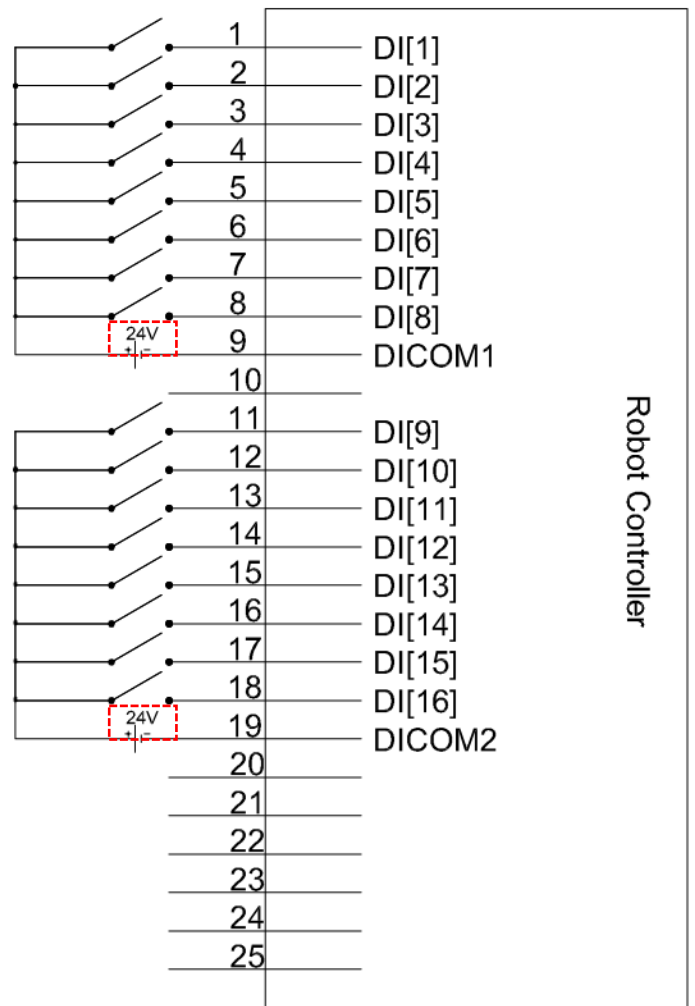 1 DI[1]
2 DI[2]
3 DI[3]
4 DI[4]
5 DI[5]
6 DI[6]
7 DI[7]
8 DI[8]
24V
+ −
9 DICOM1
10
11 DI[9]
12 DI[10]
13 DI[11]
14 DI[12]
15 DI[13]
16 DI[14]
17 DI[15]
18 DI[16]
24V
+ −
19 DICOM2
20
21
22
23
24
25
Robot Controller